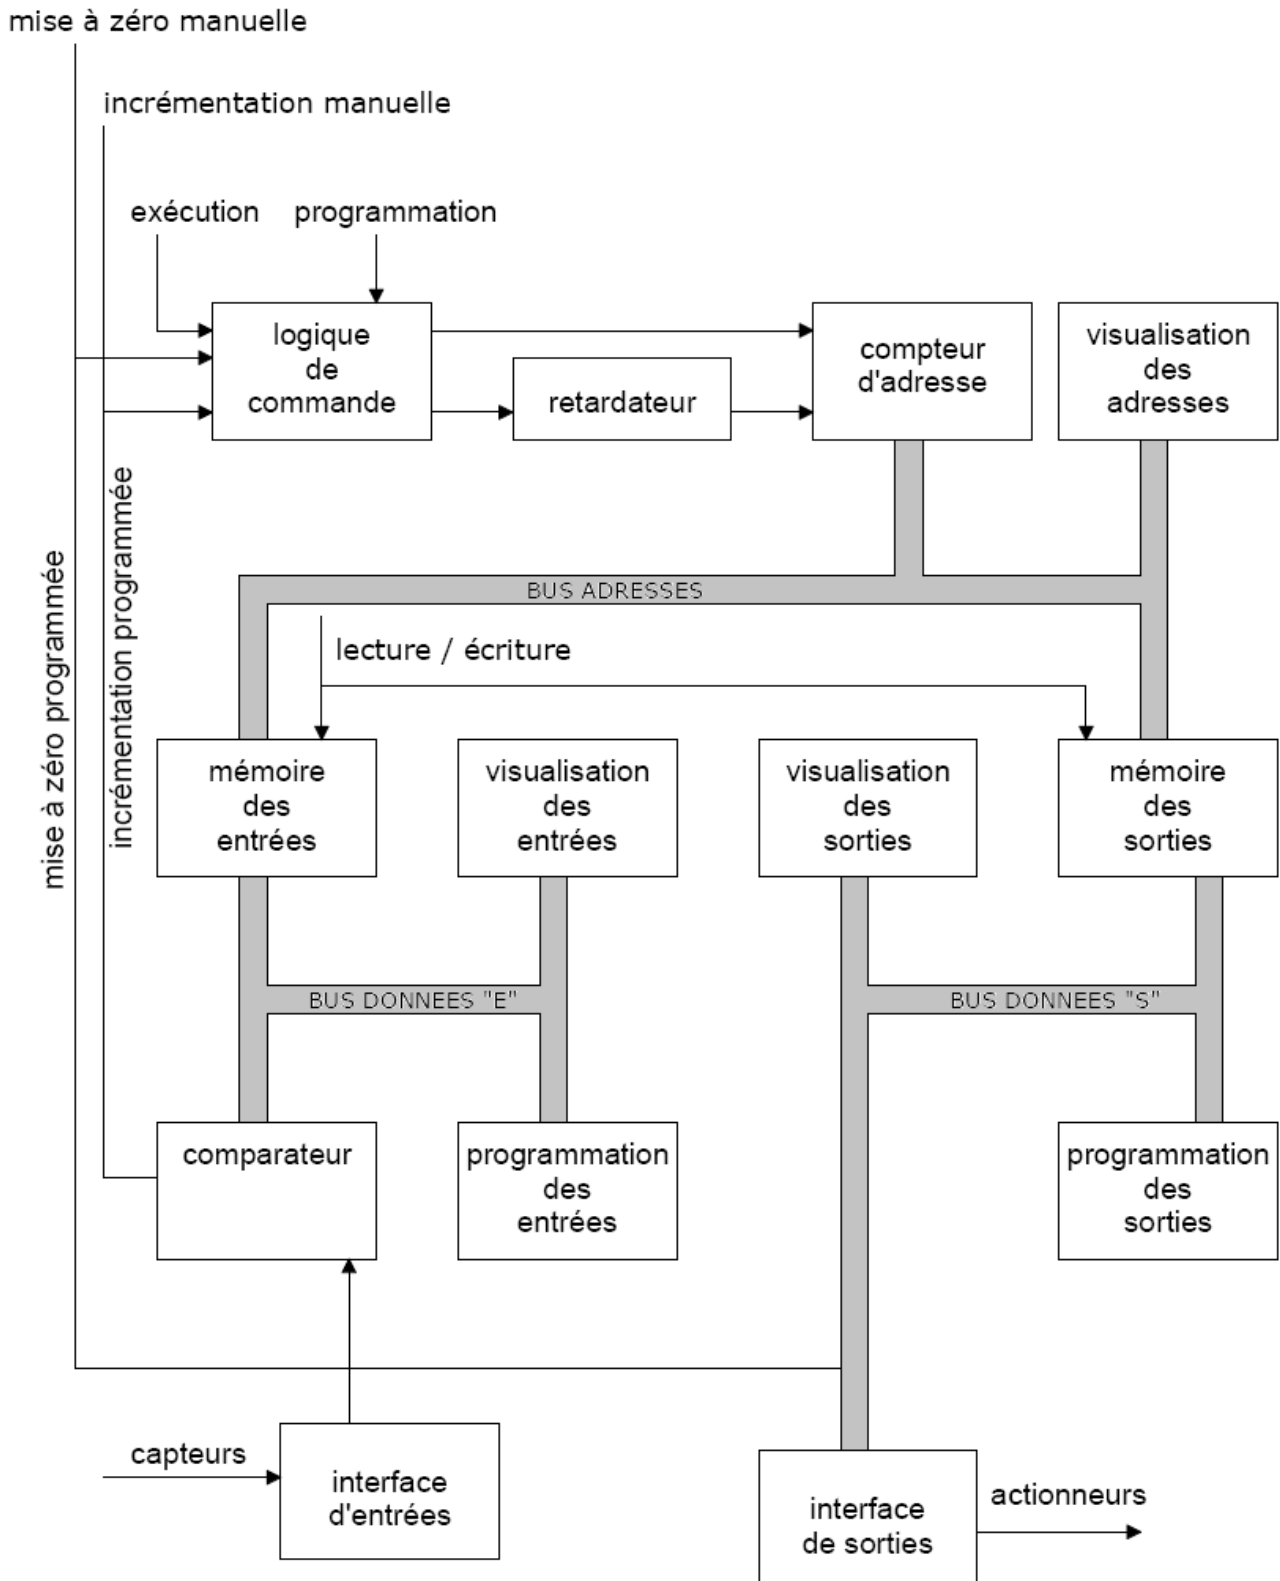 mise à zéro manuelle
incrémentation manuelle
exécution
programmation
logique
de
commande
retardateur
compteur
d'adresse
visualisation
des
adresses
mise à zéro programmée
incrémentation programmée
BUS ADRESSES
lecture / écriture
mémoire
des
entrées
visualisation
des
entrées
visualisation
des
sorties
mémoire
des
sorties
BUS DONNEES "E"
BUS DONNEES "S"
comparateur
programmation
des
entrées
programmation
des
sorties
capteurs
interface
d'entrées
interface
de sorties
actionneurs